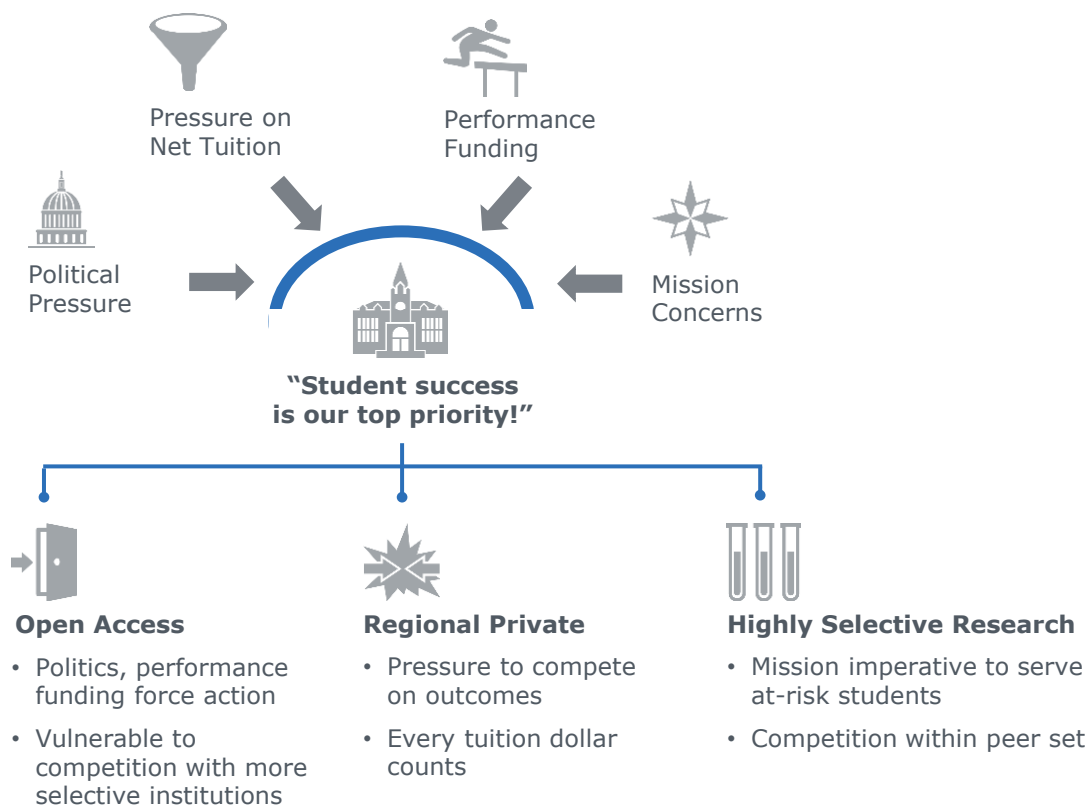 Pressure on
Net Tuition
Performance
Funding
Political
Pressure
Mission
Concerns
“Student success
is our top priority!”
Open Access
• Politics, performance
funding force action
• Vulnerable to
competition with more
selective institutions
Regional Private
• Pressure to compete
on outcomes
• Every tuition dollar
counts
Highly Selective Research
• Mission imperative to serve
at-risk students
• Competition within peer set